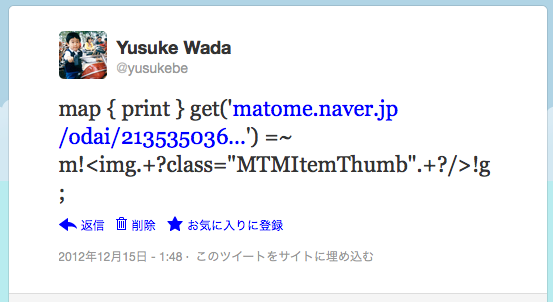 Yusuke Wada
@yusukebe
map { print } get('matome.naver.jp
/odai/213535036...') =~
m!<img.+?class="MTMItemThumb".+?/>!g
;
返信 削除 お気に入りに登録
2012年12月15日 - 1:48 · このツイートをサイトに埋め込む